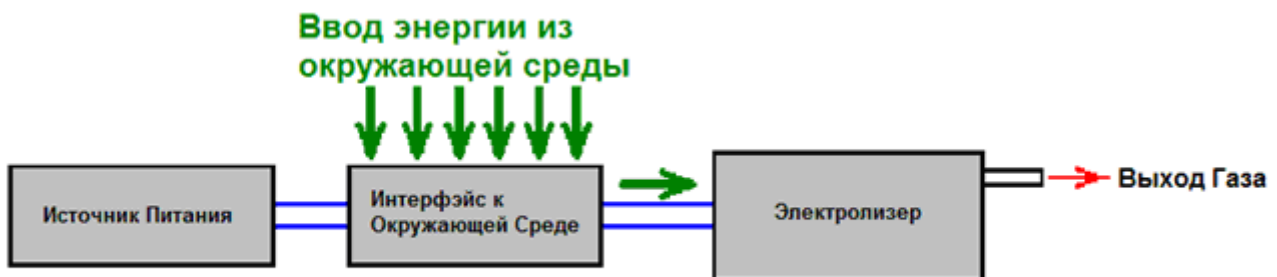 Ввод энергии из
окружающей среды
Источник Питания
Интерфэйс к
Окружающей Среде
Электролизер
Выход Газа